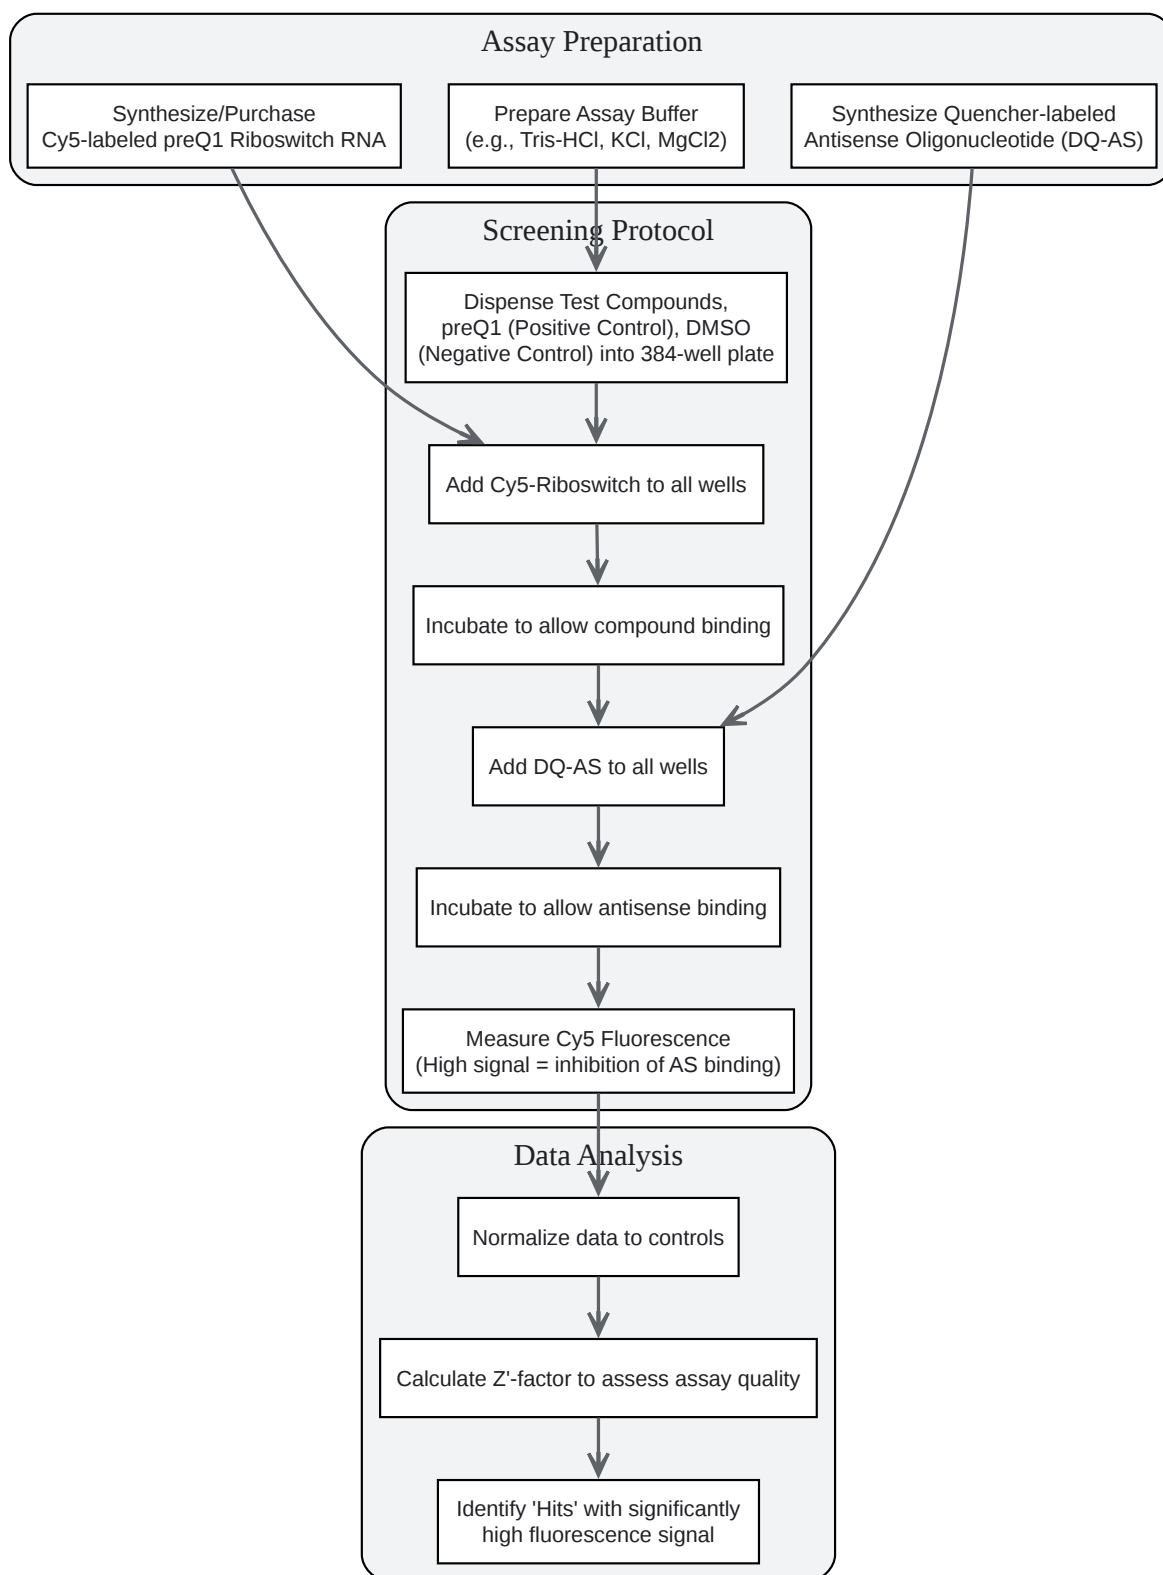 Assay Preparation
Synthesize/Purchase
Cy5-labeled preQ1 Riboswitch RNA
Prepare Assay Buffer
(e.g., Tris-HCl, KCl, MgCl2)
Synthesize Quencher-labeled
Antisense Oligonucleotide (DQ-AS)
Screening Protocol
Dispense Test Compounds,
preQ1 (Positive Control), DMSO
(Negative Control) into 384-well plate
Add Cy5-Riboswitch to all wells
Incubate to allow compound binding
Add DQ-AS to all wells
Incubate to allow antisense binding
Measure Cy5 Fluorescence
(High signal = inhibition of AS binding)
Data Analysis
Normalize data to controls
Calculate Z'-factor to assess assay quality
Identify 'Hits' with significantly
high fluorescence signal